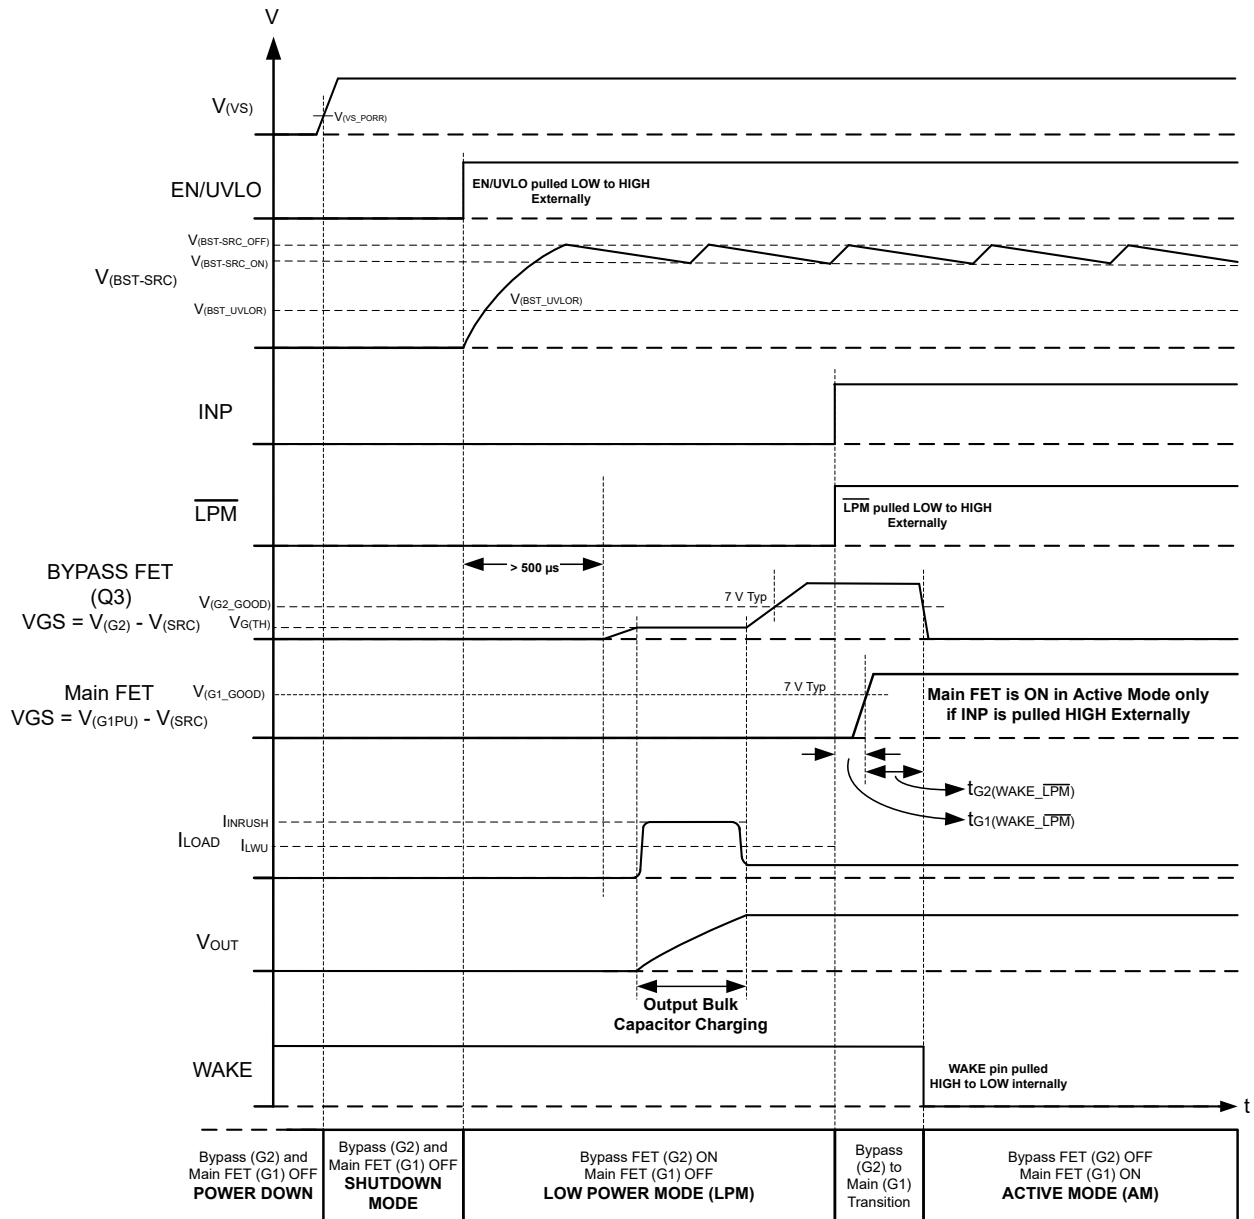 V
V(VS)
V(VS_PORR)
EN/UVLO
EN/UVLO pulled LOW to HIGH
Externally
V(BST-SRC_OFF)
V(BST-SRC_ON)
V(BST-SRC)
V(BST_UVLOR)
V(BST_UVLOR)
INP
LPM
LPM pulled LOW to HIGH
Externally
> 500 µs
BYPASS FET
(Q3)
VGS = V(G2) - V(SRC)
V(G2_GOOD)
VG(TH)
7 V Typ
Main FET
VGS = V(G1PU) - V(SRC)
V(G1_GOOD)
7 V Typ
Main FET is ON in Active Mode only
if INP is pulled HIGH Externally
tG2(WAKE_LPM)
tG1(WAKE_LPM)
IINRUSH
ILOAD
ILWU
VOUT
Output Bulk
Capacitor Charging
WAKE
WAKE pin pulled
HIGH to LOW internally
t
Bypass (G2) and
Main FET (G1) OFF
POWER DOWN
Bypass (G2) and
Main FET (G1) OFF
SHUTDOWN
MODE
Bypass FET (G2) ON
Main FET (G1) OFF
LOW POWER MODE (LPM)
Bypass
(G2) to
Main (G1)
Transition
Bypass FET (G2) OFF
Main FET (G1) ON
ACTIVE MODE (AM)